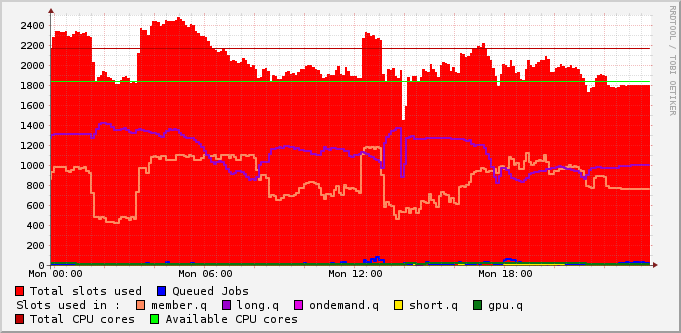 2400
2200
2000
1800
1600
1400
1200
1000
800
600
400
200
0
Mon 00:00 Mon 06:00 Mon 12:00 Mon 18:00
Total slots used Queued Jobs
Slots used in : member.q long.q ondemand.q short.q gpu.q
Total CPU cores Available CPU cores
RRDTOOL / TOBI OETIKER